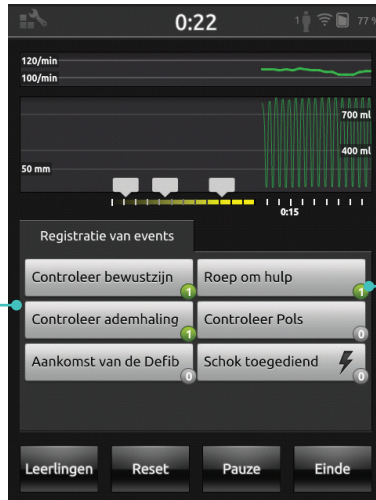 0:22
1
77 %
120/min
100/min
700 ml
400 ml
50 mm
0:15
Registratie van events
Controleer bewustzijn 1
Roep om hulp 1
Controleer ademhaling 1
Controleer Pols 0
Aankomst van de Defib 0
Schok toegediend 0
Leerlingen
Reset
Pauze
Einde